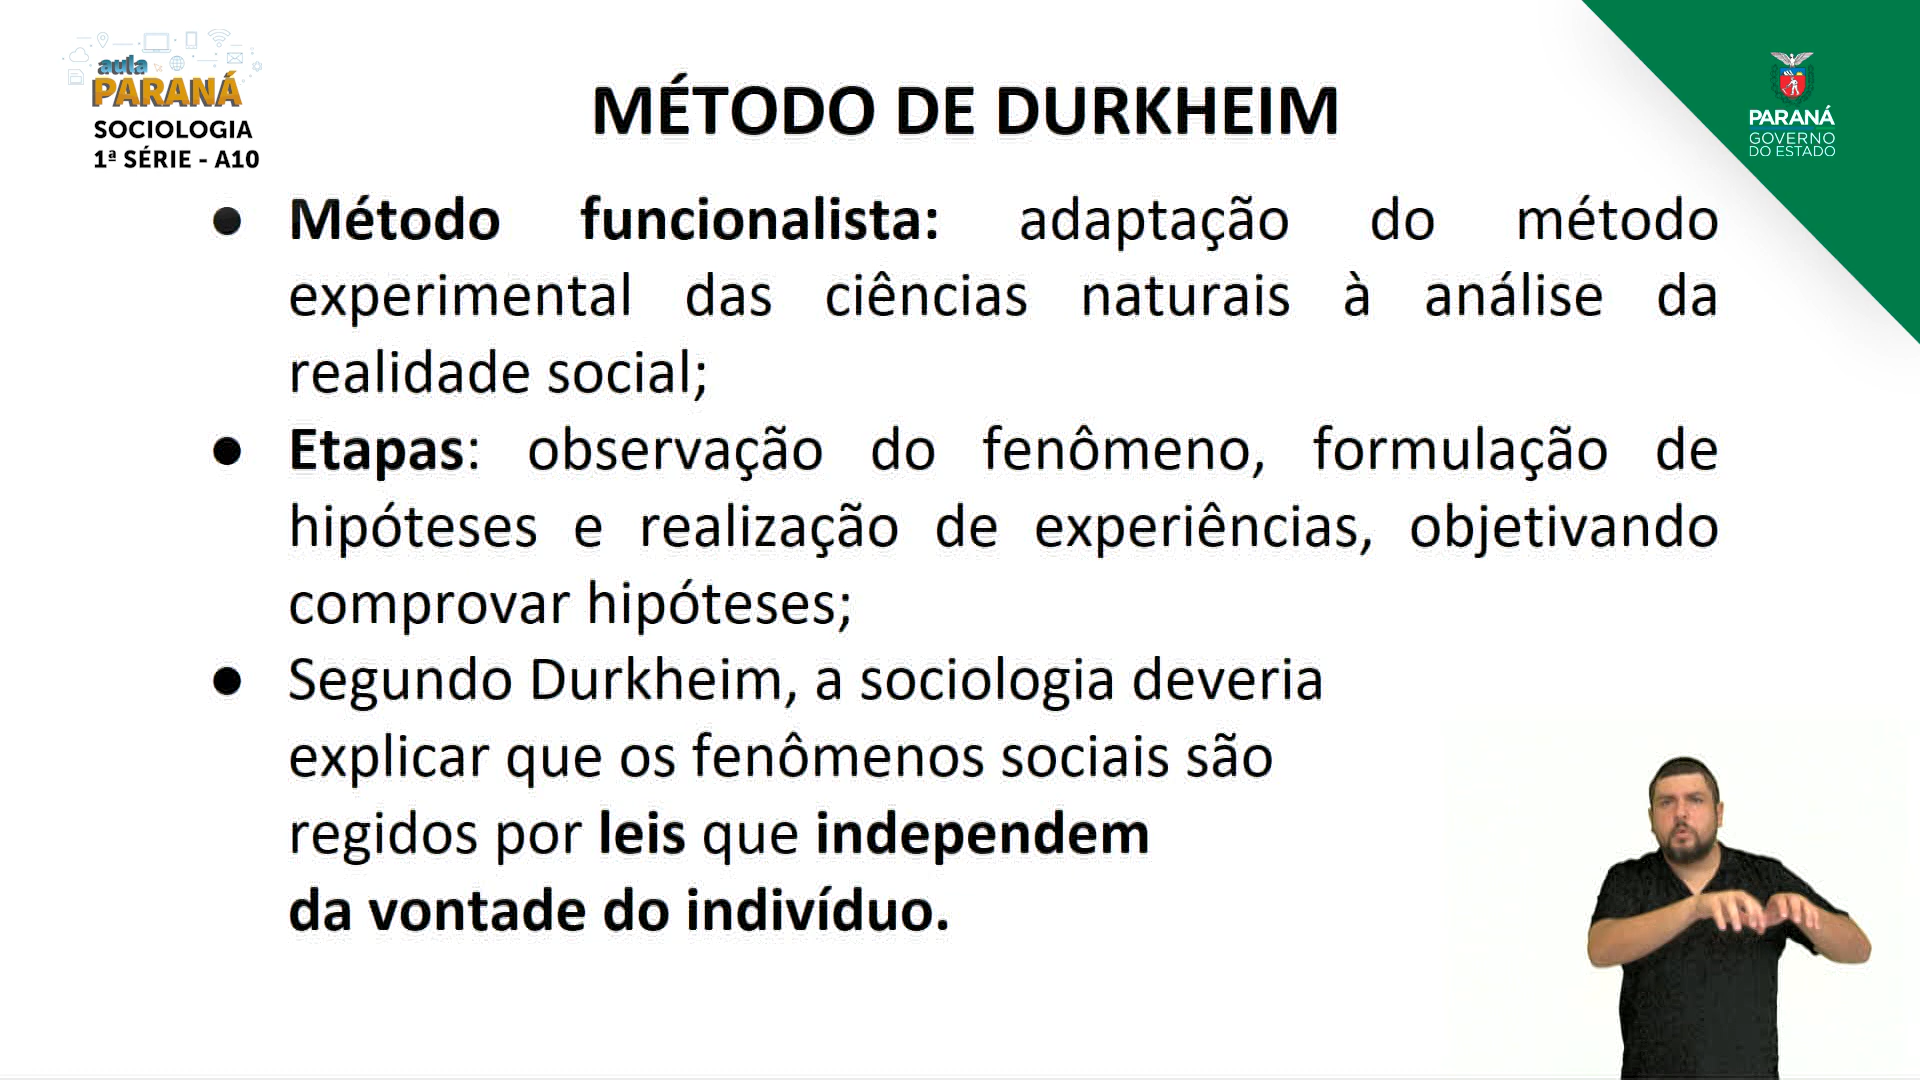 aula
PARANÁ
SOCIOLOGIA
1ª SÉRIE - A10
PARANÁ
GOVERNO
DO ESTADO
MÉTODO DE DURKHEIM
● Método funcionalista: adaptação do método
experimental das ciências naturais à análise da
realidade social;
● Etapas: observação do fenômeno, formulação de
hipóteses e realização de experiências, objetivando
comprovar hipóteses;
● Segundo Durkheim, a sociologia deveria
explicar que os fenômenos sociais são
regidos por leis que independem
da vontade do indivíduo.